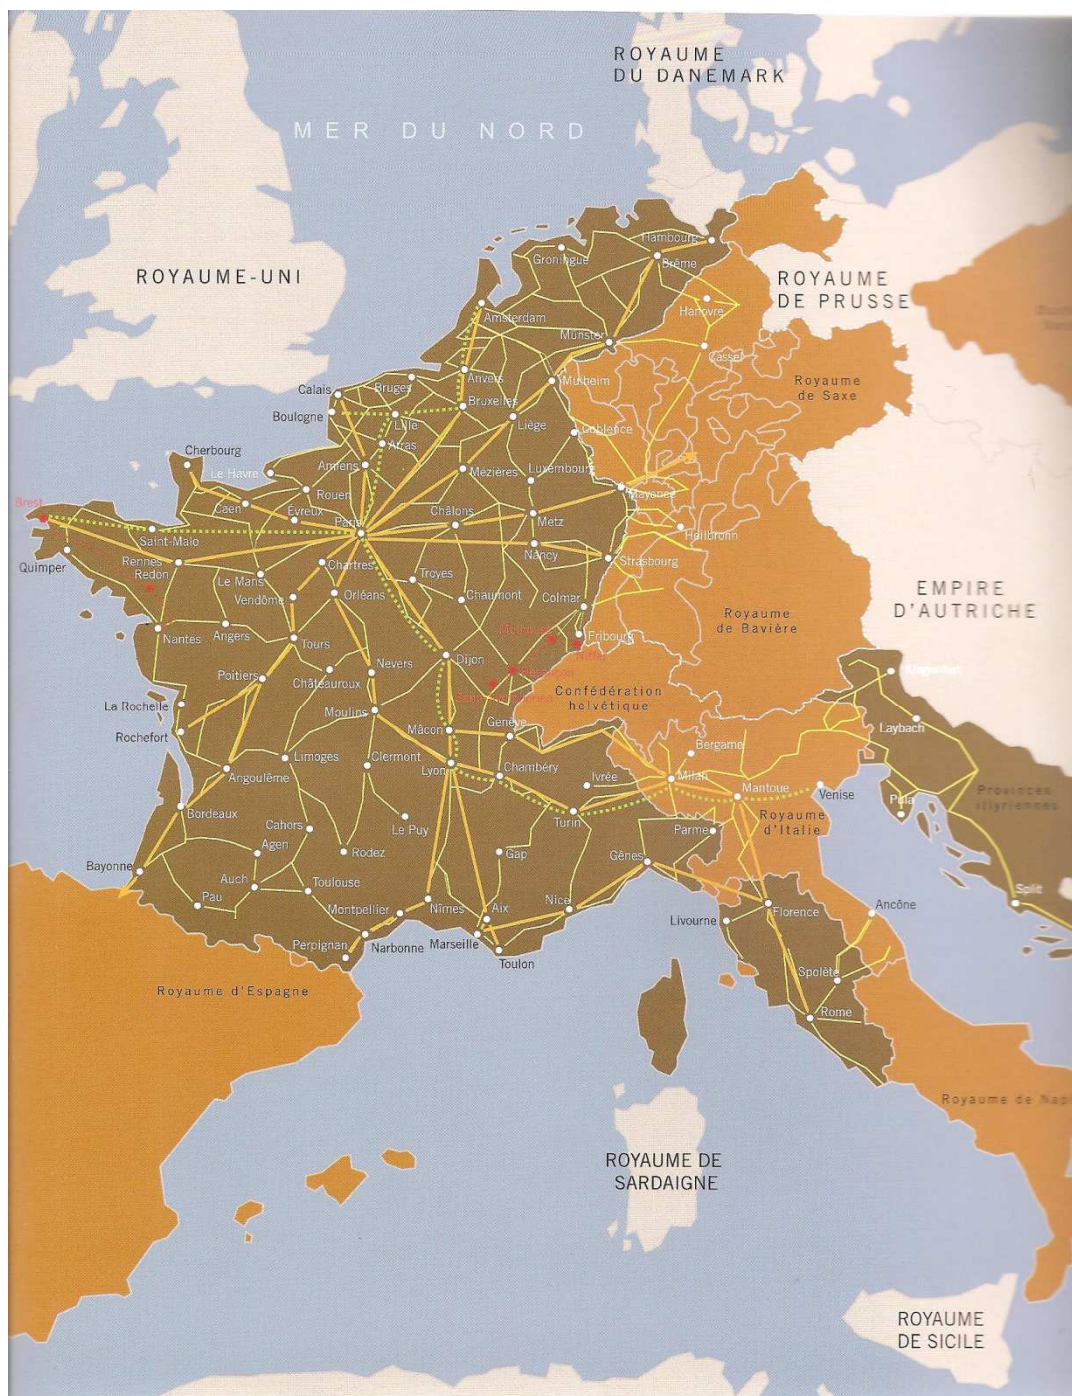 ROYAUME
DU DANEMARK
MER DU NORD
Hambourg
Groningue
Brême
ROYAUME-UNI
ROYAUME
DE PRUSSE
Hanovre
Amsterdam
Munster
Cassel
Anvers
Mulheim
Royaume
de Saxe
Bruges
Calais
Bruxelles
Boulogne
Lille
Liège
Coblence
Arras
Cherbourg
Le Havre
Amiens
Mézières
Luxembourg
Rouen
Mayence
Brest
Caen
Évreux
Paris
Châlons
Metz
Heilbronn
Saint-Malo
Nancy
Strasbourg
Quimper
Rennes
Redon
Chartres
Le Mans
Troyes
Vendôme
Orléans
Chaumont
Colmar
EMPIRE
D'AUTRICHE
Royaume
de Bavière
Nantes
Angers
Tours
Fribourg
Niffer
Dijon
Nevers
Besançon
Poitiers
Châteauroux
Confédération
helvétique
La Rochelle
Moulins
Rochefort
Mâcon
Genève
Laybach
Bergame
Limoges
Clermont
Lyon
Chambéry
Ivrée
Milan
Angoulême
Mantoue
Venise
Provinces
illyriennes
Pula
Bordeaux
Turin
Royaume
d'Italie
Cahors
Le Puy
Parme
Agen
Rodez
Gap
Gênes
Bayonne
Auch
Toulouse
Pau
Montpellier
Nîmes
Aix
Nice
Split
Livourne
Florence
Ancône
Perpignan
Narbonne
Marseille
Toulon
Spolète
Royaume d'Espagne
Rome
Royaume de Nap
ROYAUME DE
SARDAIGNE
ROYAUME
DE SICILE